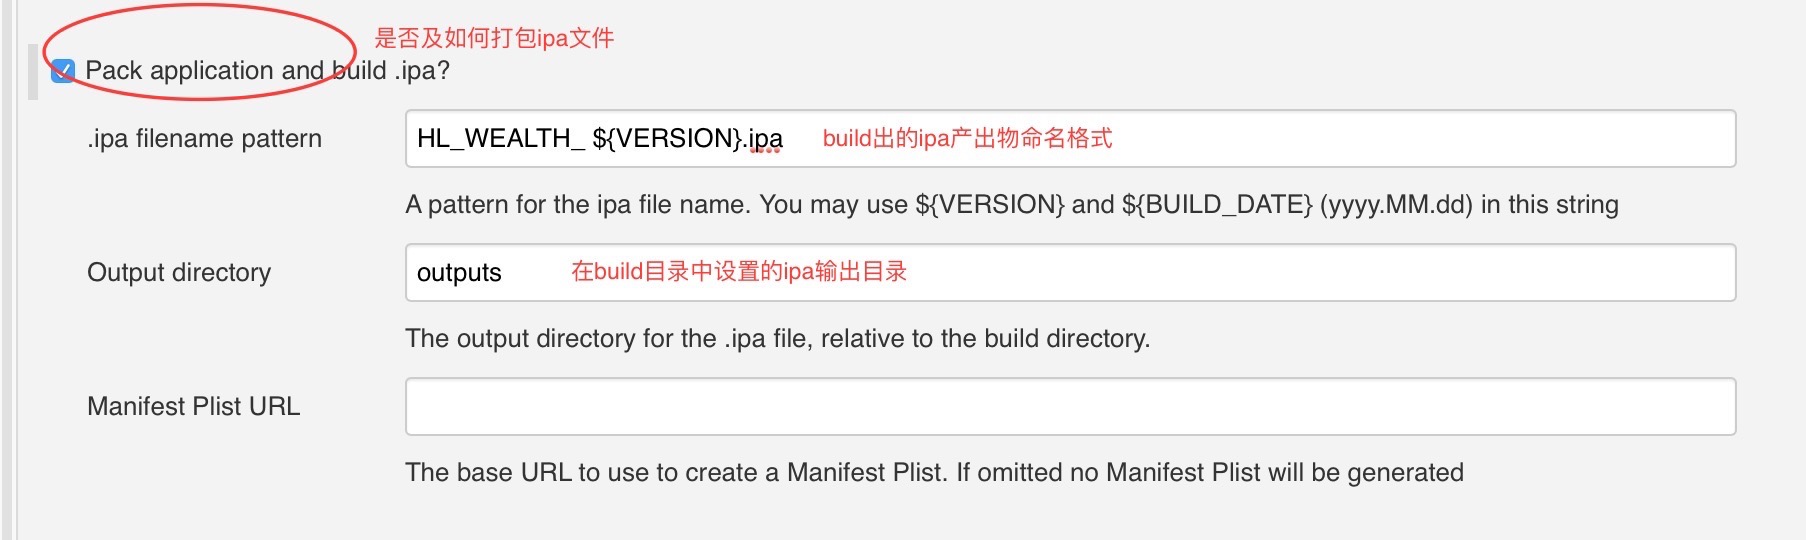 是否及如何打包ipa文件
Pack application and build .ipa?
.ipa filename pattern
HL_WEALTH_ ${VERSION}.ipa
build出的ipa产出物命名格式
A pattern for the ipa file name. You may use ${VERSION} and ${BUILD_DATE} (yyyy.MM.dd) in this string
Output directory
outputs
在build目录中设置的ipa输出目录
The output directory for the .ipa file, relative to the build directory.
Manifest Plist URL
The base URL to use to create a Manifest Plist. If omitted no Manifest Plist will be generated